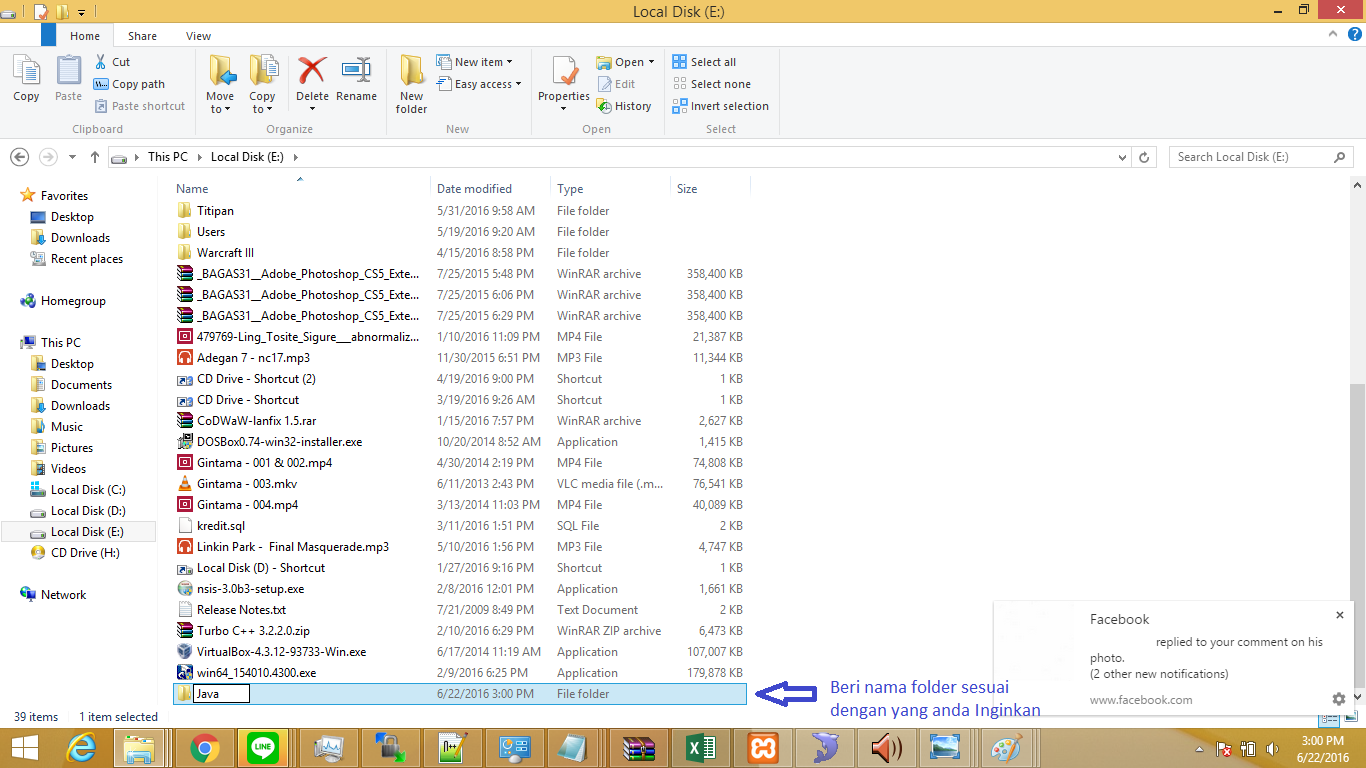 Local Disk (E:)
Home Share View
Copy
Paste
Cut
Copy path
Paste shortcut
Clipboard
Move to
Copy to
Delete
Rename
Organize
New folder
New item
Easy access
New
Properties
Open
Edit
History
Open
Select all
Select none
Invert selection
Select
This PC Local Disk (E:)
Search Local Disk (E:)
Favorites
Desktop
Downloads
Recent places
Homegroup
This PC
Desktop
Documents
Downloads
Music
Pictures
Videos
Local Disk (C:)
Local Disk (D:)
Local Disk (E:)
CD Drive (H:)
Network
Name Date modified Type Size
Titipan 5/31/2016 9:58 AM File folder
Users 5/19/2016 9:20 AM File folder
Warcraft III 4/15/2016 8:58 PM File folder
_BAGAS31__Adobe_Photoshop_CS5_Exte... 7/25/2015 5:48 PM WinRAR archive 358,400 KB
_BAGAS31__Adobe_Photoshop_CS5_Exte... 7/25/2015 6:06 PM WinRAR archive 358,400 KB
_BAGAS31__Adobe_Photoshop_CS5_Exte... 7/25/2015 6:29 PM WinRAR archive 358,400 KB
479769-Ling_Tosite_Sigure___abnormaliz... 1/10/2016 11:09 PM MP4 File 21,387 KB
Adegan 7 - nc17.mp3 11/30/2015 6:51 PM MP3 File 11,344 KB
CD Drive - Shortcut (2) 4/19/2016 9:00 PM Shortcut 1 KB
CD Drive - Shortcut 3/19/2016 9:26 AM Shortcut 1 KB
CoDWaW-lanfix 1.5.rar 1/15/2016 7:57 PM WinRAR archive 2,627 KB
DOSBox0.74-win32-installer.exe 10/20/2014 8:52 AM Application 1,415 KB
Gintama - 001 & 002.mp4 4/30/2014 2:19 PM MP4 File 74,808 KB
Gintama - 003.mkv 6/11/2013 2:43 PM VLC media file (.m... 76,541 KB
Gintama - 004.mp4 3/13/2014 11:03 PM MP4 File 40,089 KB
kredit.sql 3/11/2016 1:51 PM SQL File 2 KB
Linkin Park -  Final Masquerade.mp3 5/10/2016 1:56 PM MP3 File 4,747 KB
Local Disk (D) - Shortcut 1/27/2016 9:16 PM Shortcut 1 KB
nsis-3.0b3-setup.exe 2/8/2016 12:01 PM Application 1,661 KB
Release Notes.txt 7/21/2009 8:49 PM Text Document 2 KB
Turbo C++ 3.2.2.0.zip 2/10/2016 6:29 PM WinRAR ZIP archive 6,473 KB
VirtualBox-4.3.12-93733-Win.exe 6/17/2014 11:19 AM Application 107,007 KB
win64_154010.4300.exe 2/9/2016 6:25 PM Application 179,878 KB
Java 6/22/2016 3:00 PM File folder
Beri nama folder sesuai
dengan yang anda Inginkan
Facebook
replied to your comment on his
photo.
(2 other new notifications)
www.facebook.com
39 items 1 item selected
LINE
3:00 PM
6/22/2016